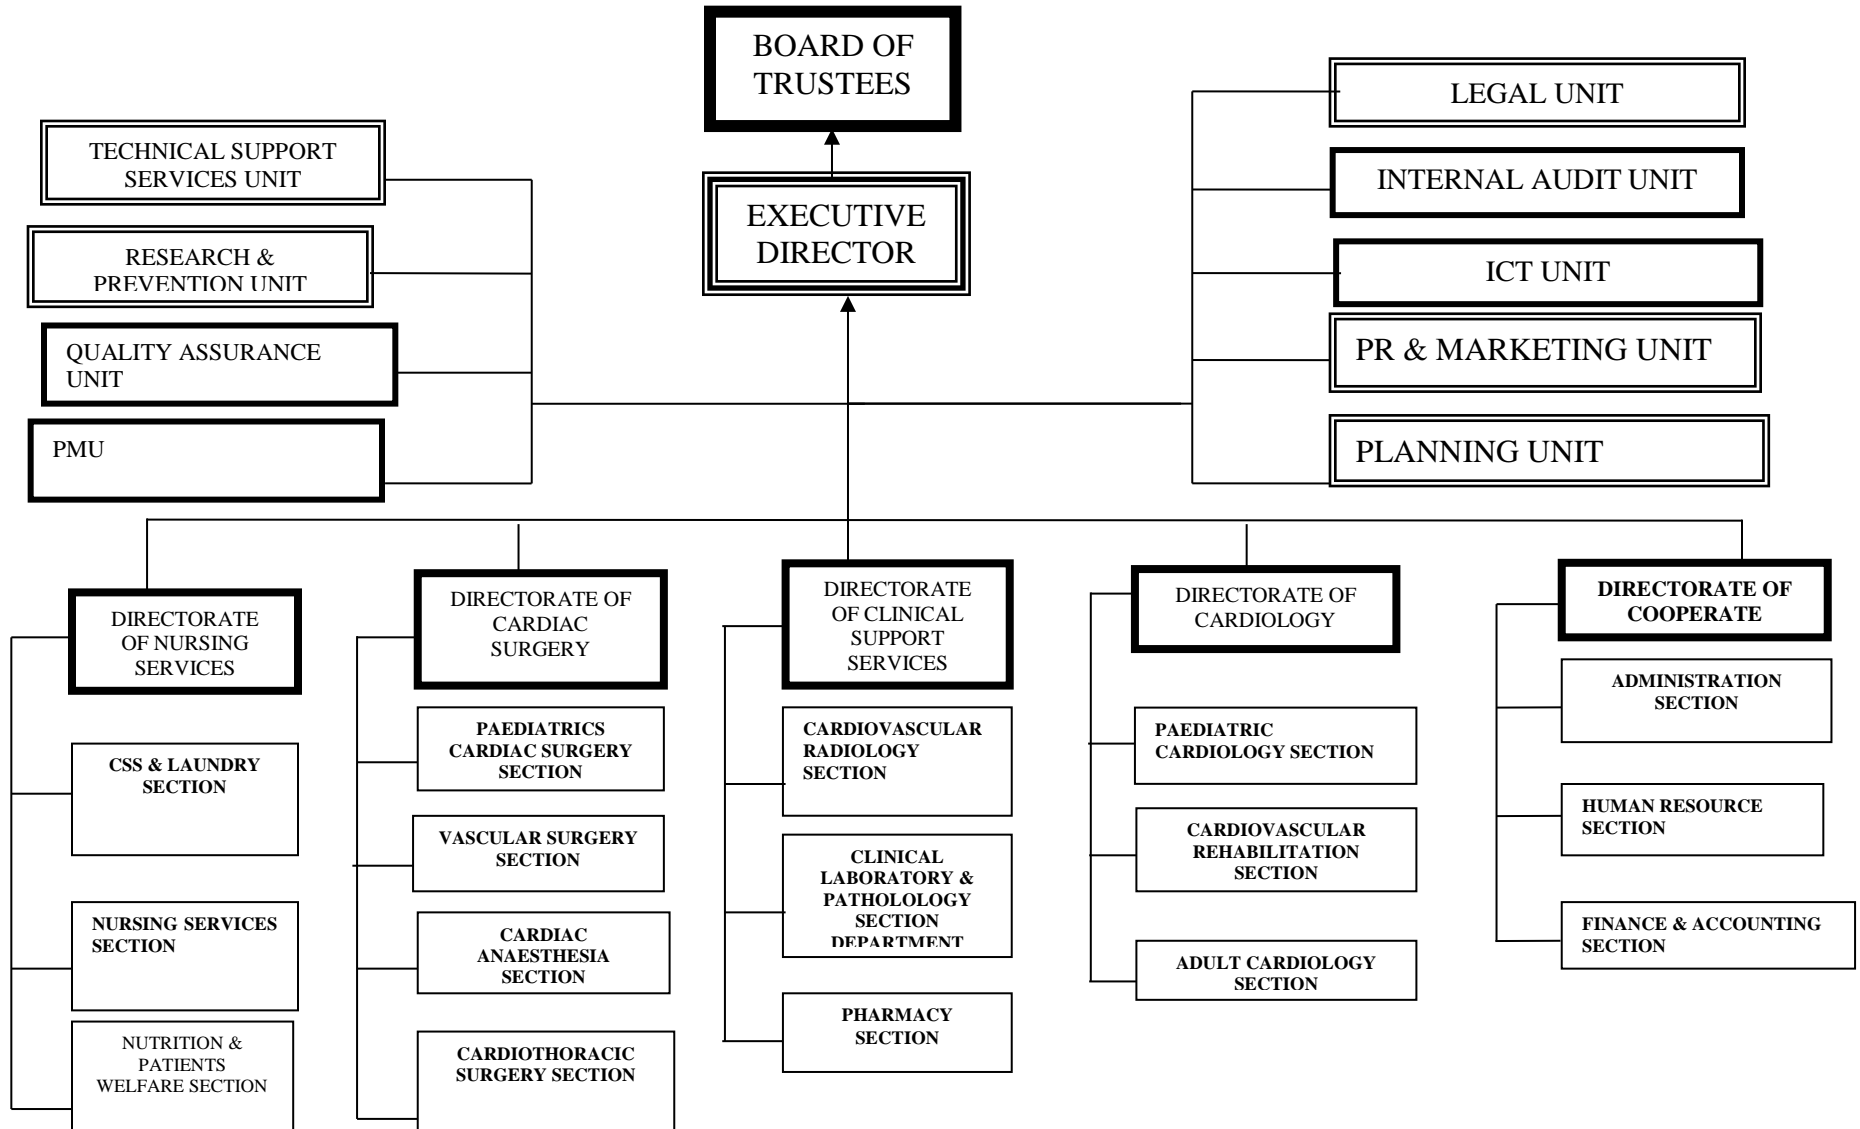 BOARD OF
TRUSTEES
EXECUTIVE
DIRECTOR
TECHNICAL SUPPORT
SERVICES UNIT
RESEARCH &
PREVENTION UNIT
QUALITY ASSURANCE
UNIT
PMU
LEGAL UNIT
INTERNAL AUDIT UNIT
ICT UNIT
PR & MARKETING UNIT
PLANNING UNIT
DIRECTORATE
OF NURSING
SERVICES
CSS & LAUNDRY
SECTION
NURSING SERVICES
SECTION
NUTRITION &
PATIENTS
WELFARE SECTION
DIRECTORATE OF
CARDIAC
SURGERY
PAEDIATRICS
CARDIAC SURGERY
SECTION
VASCULAR SURGERY
SECTION
CARDIAC
ANAESTHESIA
SECTION
CARDIOTHORACIC
SURGERY SECTION
DIRECTORATE
OF CLINICAL
SUPPORT
SERVICES
CARDIOVASCULAR
RADIOLOGY
SECTION
CLINICAL
LABORATORY &
PATHOLOLOGY
SECTION
DEPARTMENT
PHARMACY
SECTION
DIRECTORATE OF
CARDIOLOGY
PAEDIATRIC
CARDIOLOGY SECTION
CARDIOVASCULAR
REHABILITATION
SECTION
ADULT CARDIOLOGY
SECTION
DIRECTORATE OF
COOPERATE
ADMINISTRATION
SECTION
HUMAN RESOURCE
SECTION
FINANCE & ACCOUNTING
SECTION